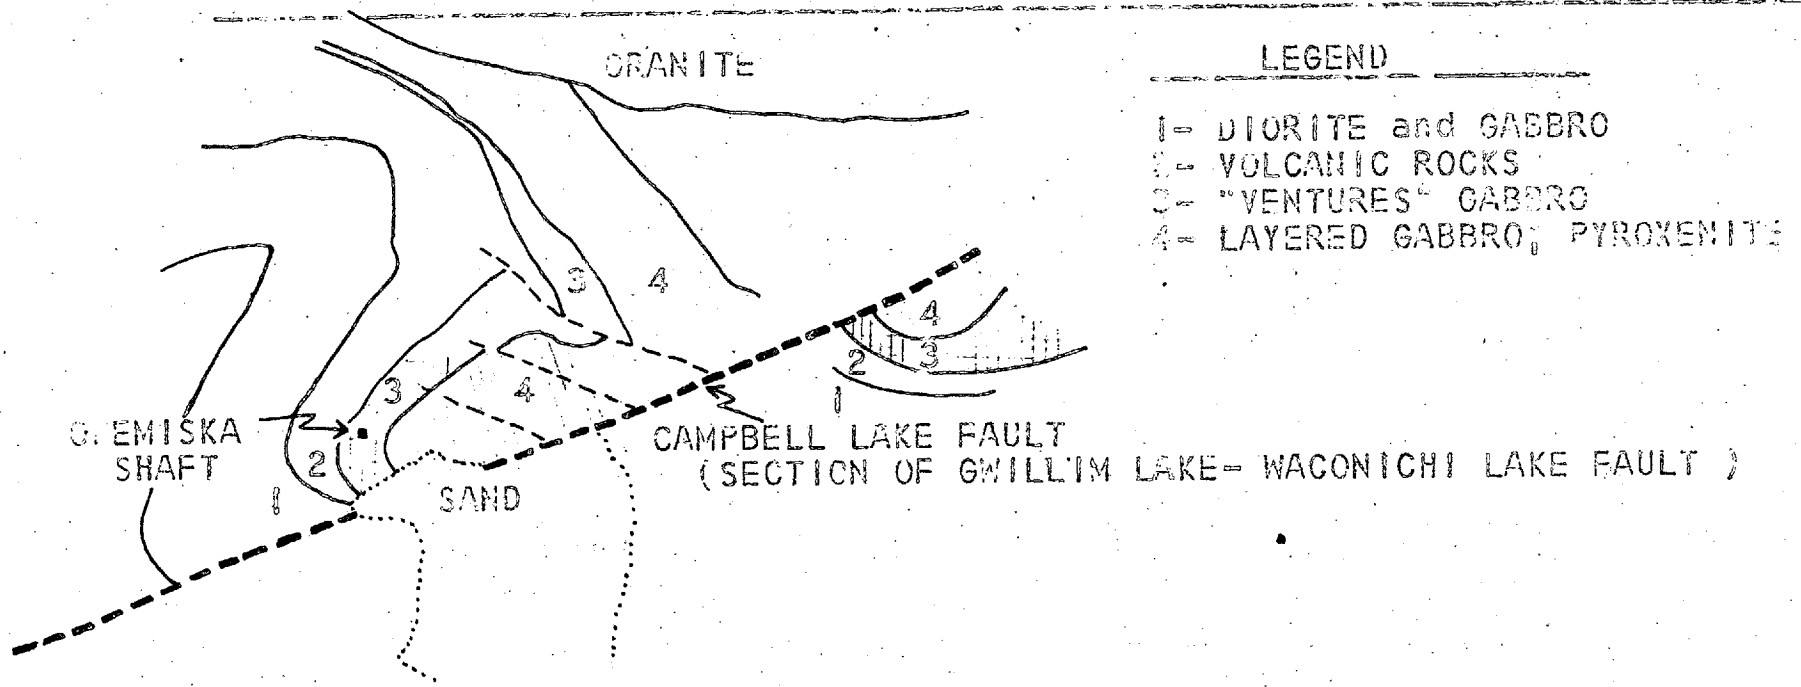 GRANITE
LEGEND
1- DIORITE and GABBRO
2- VOLCANIC ROCKS
3- "VENTURES" GABBRO
4- LAYERED GABBRO, PYROXENITE
3 4
4
2 3
1
3 4
SHAFT
2
1
SAND
CAMPBELL LAKE FAULT
(SECTION OF GWILLIM LAKE- WACONICHI LAKE FAULT )